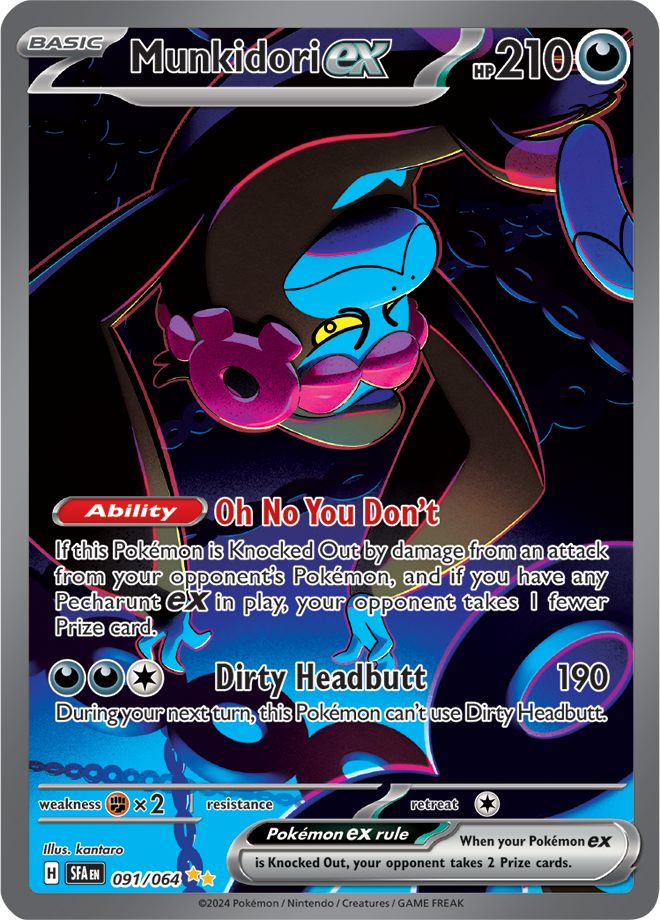 BASIC Munkidori ex HP 210
Ability Oh No You Don't
If this Pokémon is Knocked Out by damage from an attack
from your opponent's Pokémon, and if you have any
Pecharunt ex in play, your opponent takes 1 fewer
Prize card.
Dirty Headbutt 190
During your next turn, this Pokémon can't use Dirty Headbutt.
weakness ×2 resistance retreat
Pokémon ex rule When your Pokémon ex
is Knocked Out, your opponent takes 2 Prize cards.
Illus. kantaro
H SFA EN 091/064
©2024 Pokémon / Nintendo / Creatures / GAME FREAK